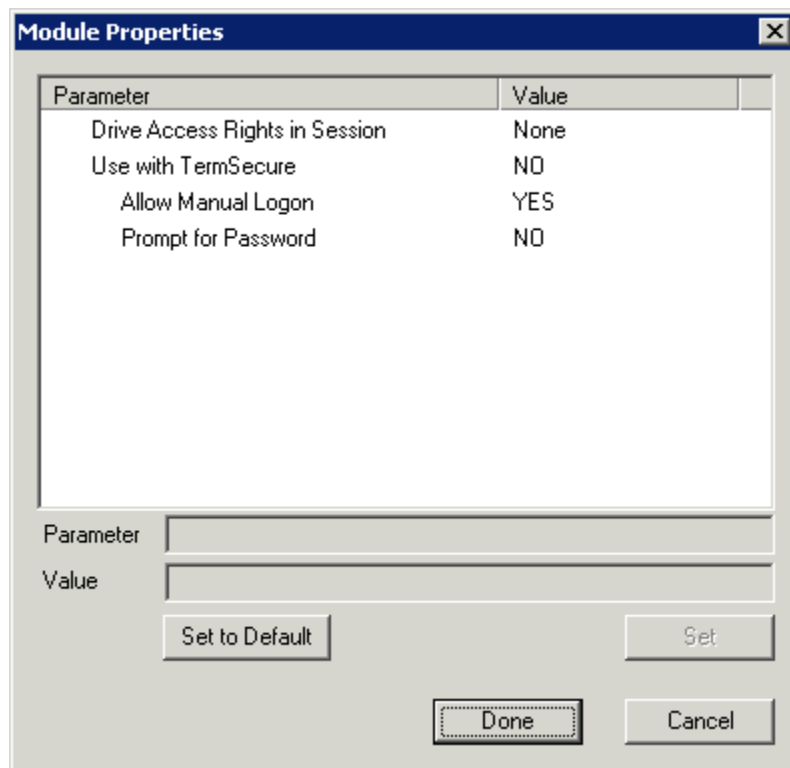 Module Properties
Parameter Value
Drive Access Rights in Session None
Use with TermSecure NO
Allow Manual Logon YES
Prompt for Password NO
Parameter
Value
Set to Default Set
Done Cancel